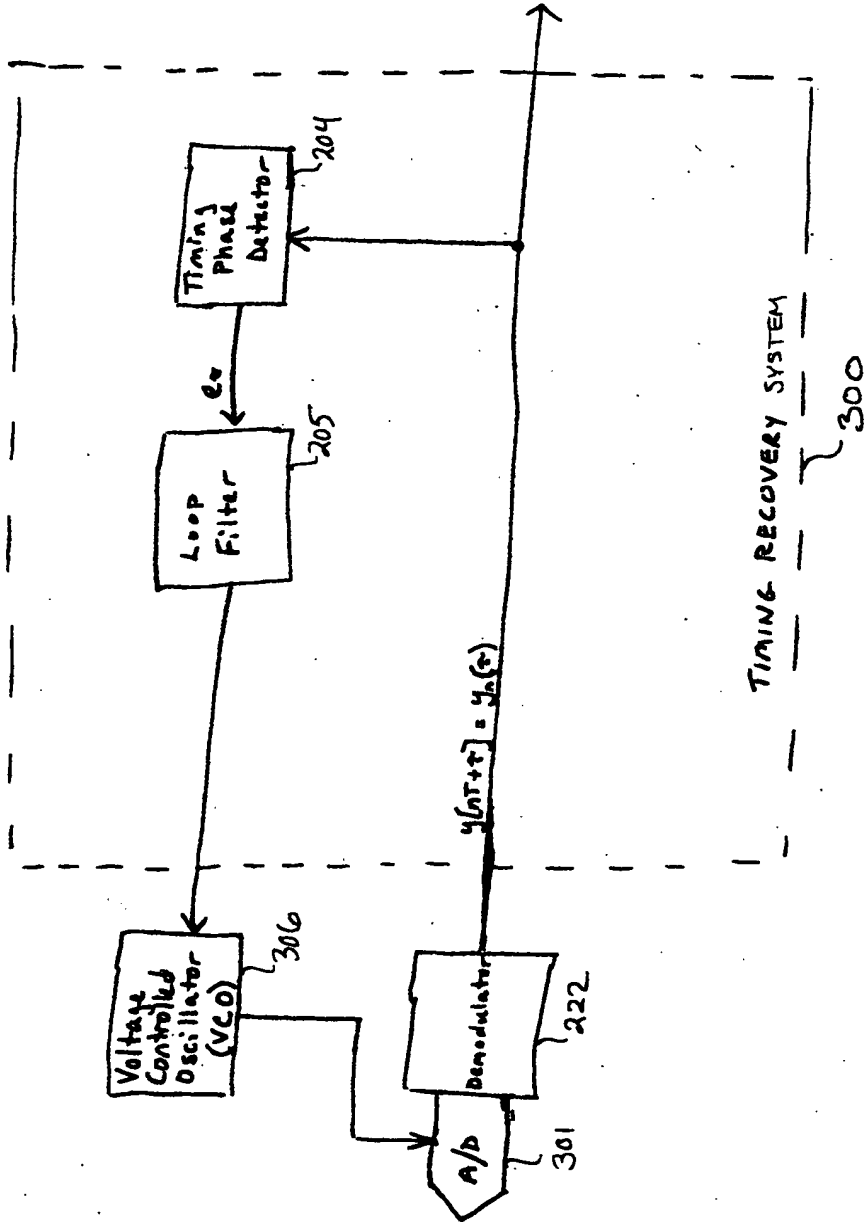 Voltage
Controlled
Oscillator
(VCO)
306
Loop
Filter
205
Timing
Phase
Detector
204
A/D
301
Demodulator
222
y[nT+τ] = yₙ(τ)
TIMING RECOVERY SYSTEM
300